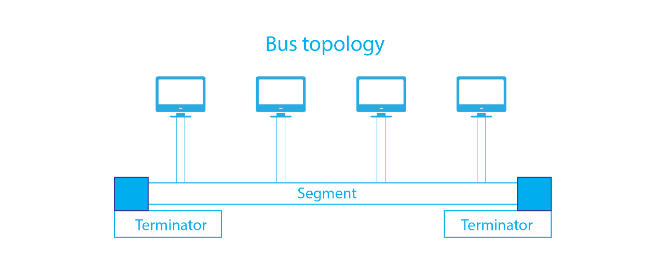 Bus topology
Segment
Terminator
Terminator